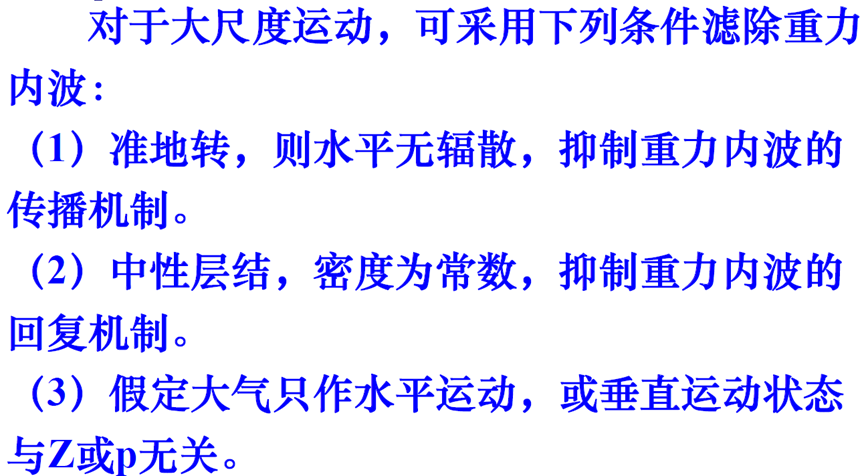 对于大尺度运动，可采用下列条件滤除重力
内波：
（1）准地转，则水平无辐散，抑制重力内波的
传播机制。
（2）中性层结，密度为常数，抑制重力内波的
回复机制。
（3）假定大气只作水平运动，或垂直运动状态
与Z或p无关。